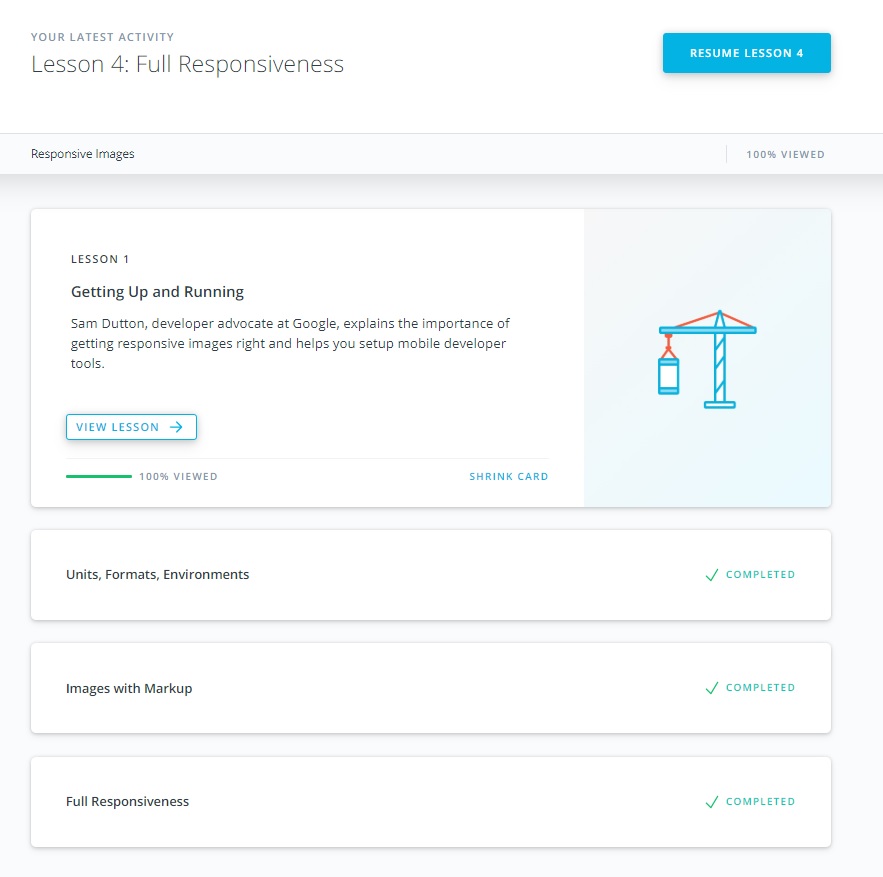 YOUR LATEST ACTIVITY
Lesson 4: Full Responsiveness
RESUME LESSON 4
Responsive Images
100% VIEWED
LESSON 1
Getting Up and Running
Sam Dutton, developer advocate at Google, explains the importance of
getting responsive images right and helps you setup mobile developer
tools.
VIEW LESSON
100% VIEWED
SHRINK CARD
Units, Formats, Environments
COMPLETED
Images with Markup
COMPLETED
Full Responsiveness
COMPLETED